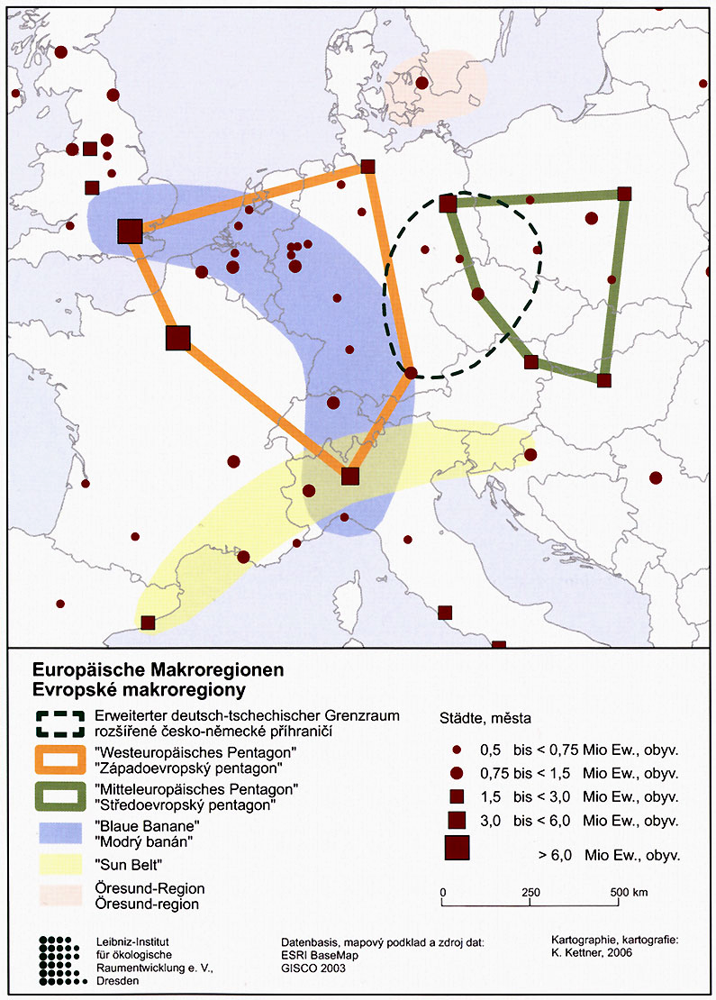 Europäische Makroregionen
Evropské makroregiony
Erweiterter deutsch-tschechischer Grenzraum
rozšířené česko-německé příhraničí
"Westeuropäisches Pentagon"
"Západoevropský pentagon"
"Mitteleuropäisches Pentagon"
"Středoevropský pentagon"
"Blaue Banane"
"Modrý banán"
"Sun Belt"
Öresund-Region
Öresund-region
Städte, města
0,5 bis < 0,75 Mio Ew., obyv.
0,75 bis < 1,5 Mio Ew., obyv.
1,5 bis < 3,0 Mio Ew., obyv.
3,0 bis < 6,0 Mio Ew., obyv.
> 6,0 Mio Ew., obyv.
0 250 500 km
Leibniz-Institut
für ökologische
Raumentwicklung e. V.,
Dresden
Datenbasis, mapový podklad a zdroj dat:
ESRI BaseMap
GISCO 2003
Kartographie, kartografie:
K. Kettner, 2006